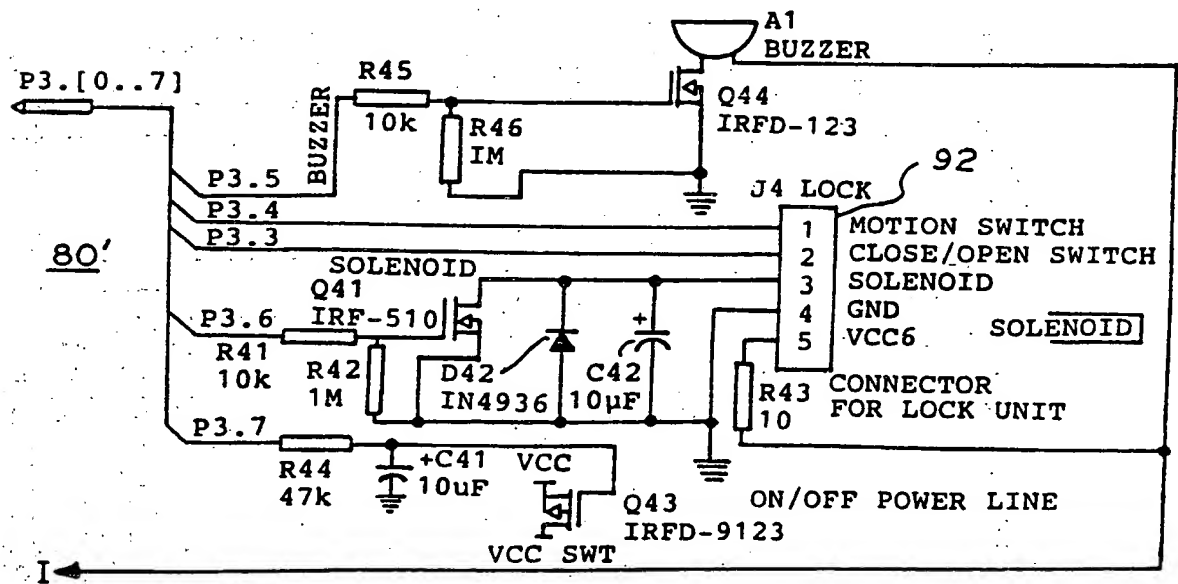 A1
BUZZER
P3.[0..7]
R45
10k
BUZZER
R46
IM
Q44
IRFD-123
92
P3.5
J4 LOCK
P3.4
1 MOTION SWITCH
P3.3
2 CLOSE/OPEN SWITCH
80'
SOLENOID
3 SOLENOID
Q41
IRF-510
4 GND
P3.6
5 VCC6
SOLENOID
R41
10k
R42
1M
D42
IN4936
+
C42
10µF
R43
10
CONNECTOR
FOR LOCK UNIT
P3.7
R44
47k
+C41
10uF
VCC
Q43
IRFD-9123
VCC SWT
ON/OFF POWER LINE
I